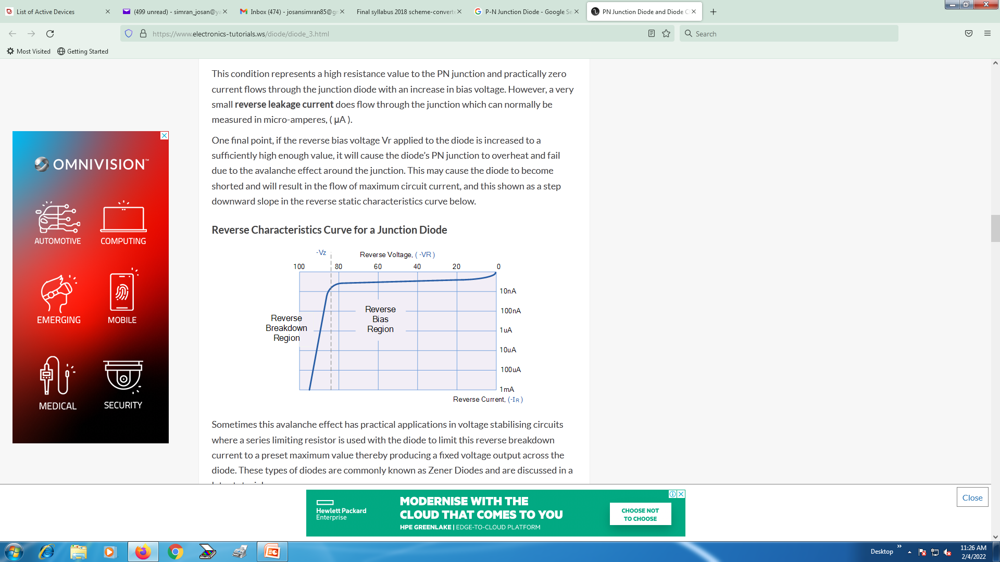 List of Active Devices
(499 unread) - simran_josan@ya
Inbox (474) - josansimran85@gm
Final syllabus 2018 scheme-converte
P-N Junction Diode - Google Se
PN Junction Diode and Diode C
https://www.electronics-tutorials.ws/diode/diode_3.html
Search
Most Visited
Getting Started
This condition represents a high resistance value to the PN junction and practically zero
current flows through the junction diode with an increase in bias voltage. However, a very
small reverse leakage current does flow through the junction which can normally be
measured in micro-amperes, ( μA ).
One final point, if the reverse bias voltage Vr applied to the diode is increased to a
sufficiently high enough value, it will cause the diode’s PN junction to overheat and fail
due to the avalanche effect around the junction. This may cause the diode to become
shorted and will result in the flow of maximum circuit current, and this shown as a step
downward slope in the reverse static characteristics curve below.
Reverse Characteristics Curve for a Junction Diode
-Vz
Reverse Voltage, ( -VR )
100 80 60 40 20 0
10nA
100nA
1uA
10uA
100uA
1mA
Reverse
Breakdown
Region
Reverse
Bias
Region
Reverse Current, (-IR )
Sometimes this avalanche effect has practical applications in voltage stabilising circuits
where a series limiting resistor is used with the diode to limit this reverse breakdown
current to a preset maximum value thereby producing a fixed voltage output across the
diode. These types of diodes are commonly known as Zener Diodes and are discussed in a
OMNIVISION™
AUTOMOTIVE
COMPUTING
EMERGING
MOBILE
MEDICAL
SECURITY
Hewlett Packard
Enterprise
MODERNISE WITH THE
CLOUD THAT COMES TO YOU
HPE GREENLAKE | EDGE-TO-CLOUD PLATFORM
CHOOSE NOT
TO CHOOSE
Close
Desktop
11:26 AM
2/4/2022